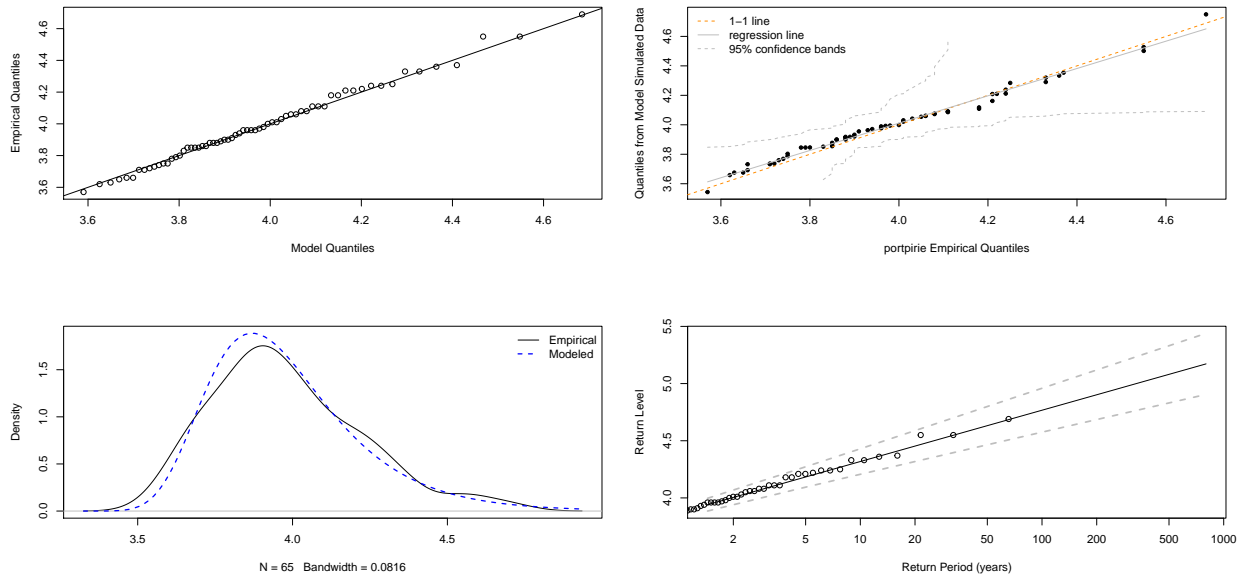 Empirical Quantiles
3.6 3.8 4.0 4.2 4.4 4.6
3.6 3.8 4.0 4.2 4.4 4.6
Model Quantiles
Quantiles from Model Simulated Data
3.6 3.8 4.0 4.2 4.4 4.6
1−1 line
regression line
95% confidence bands
3.6 3.8 4.0 4.2 4.4 4.6
portpirie Empirical Quantiles
Density
0.0 0.5 1.0 1.5
Empirical
Modeled
3.5 4.0 4.5
N = 65 Bandwidth = 0.0816
Return Level
4.0 4.5 5.0 5.5
2 5 10 20 50 100 200 500 1000
Return Period (years)